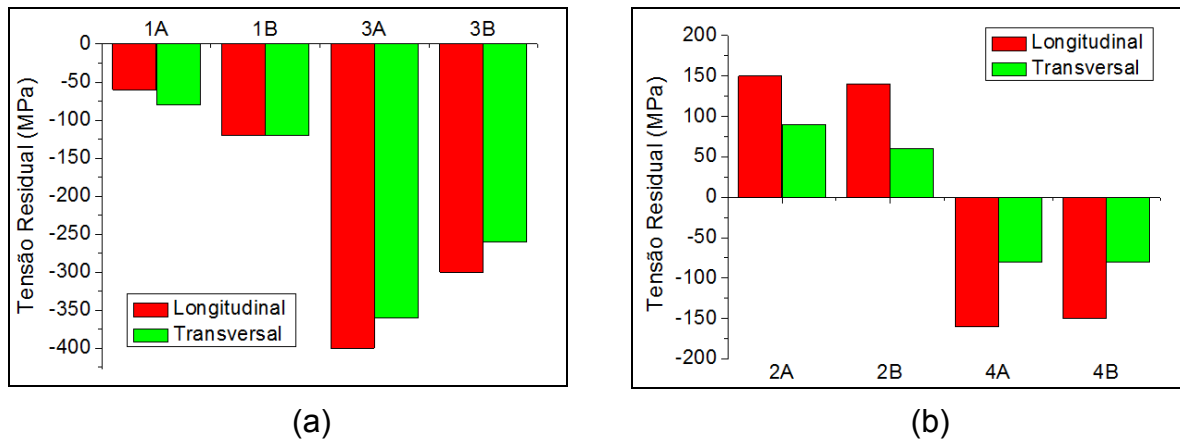 1A 1B 3A 3B
0
-50
-100
-150
-200
-250
-300
-350
-400
Tensão Residual (MPa)
Longitudinal
Transversal
(a)
200
150
100
50
0
-50
-100
-150
-200
Tensão Residual (MPa)
Longitudinal
Transversal
2A 2B 4A 4B
(b)